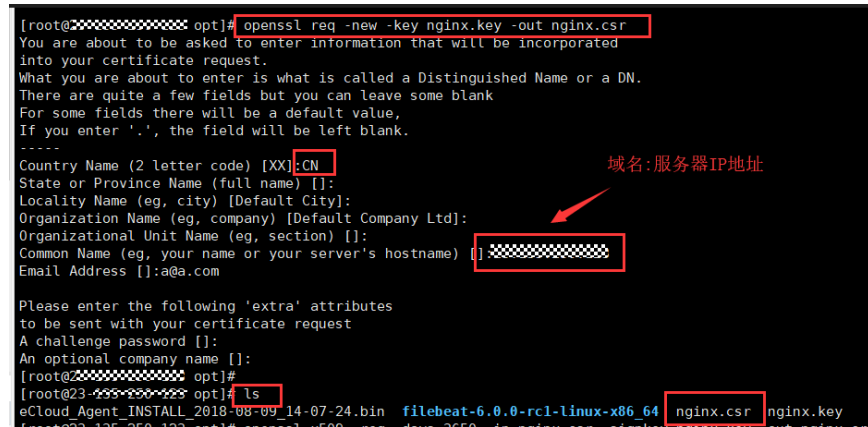 [root@2 opt]# openssl req -new -key nginx.key -out nginx.csr
You are about to be asked to enter information that will be incorporated
into your certificate request.
What you are about to enter is what is called a Distinguished Name or a DN.
There are quite a few fields but you can leave some blank
For some fields there will be a default value,
If you enter '.', the field will be left blank.
-----
Country Name (2 letter code) [XX]:CN
域名:服务器IP地址
State or Province Name (full name) []:
Locality Name (eg, city) [Default City]:
Organization Name (eg, company) [Default Company Ltd]:
Organizational Unit Name (eg, section) []:
Common Name (eg, your name or your server's hostname) []:
Email Address []:a@a.com
Please enter the following 'extra' attributes
to be sent with your certificate request
A challenge password []:
An optional company name []:
[root@2 opt]#
[root@23- opt]# ls
eCloud_Agent_INSTALL_2018-08-09_14-07-24.bin filebeat-6.0.0-rc1-linux-x86_64 nginx.csr nginx.key